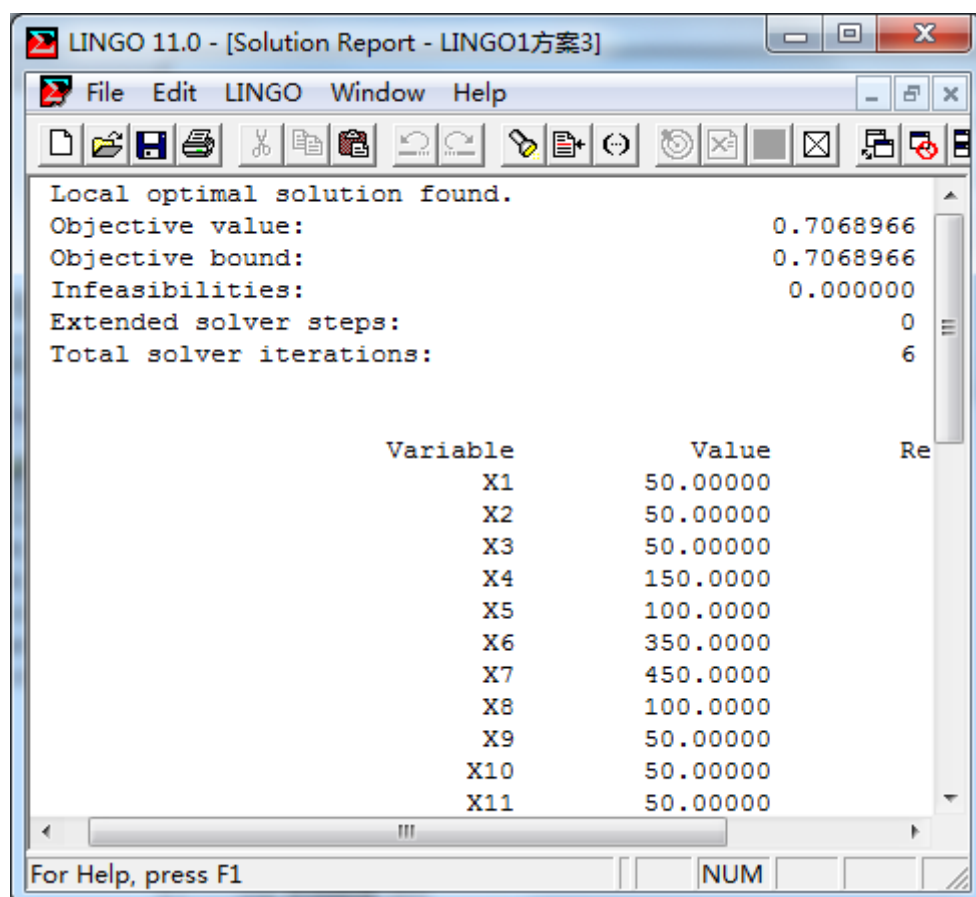 LINGO 11.0 - [Solution Report - LINGO1方案3]
File Edit LINGO Window Help
Local optimal solution found.
Objective value: 0.7068966
Objective bound: 0.7068966
Infeasibilities: 0.000000
Extended solver steps: 0
Total solver iterations: 6
Variable Value Re
X1 50.00000
X2 50.00000
X3 50.00000
X4 150.0000
X5 100.0000
X6 350.0000
X7 450.0000
X8 100.0000
X9 50.00000
X10 50.00000
X11 50.00000
For Help, press F1 NUM